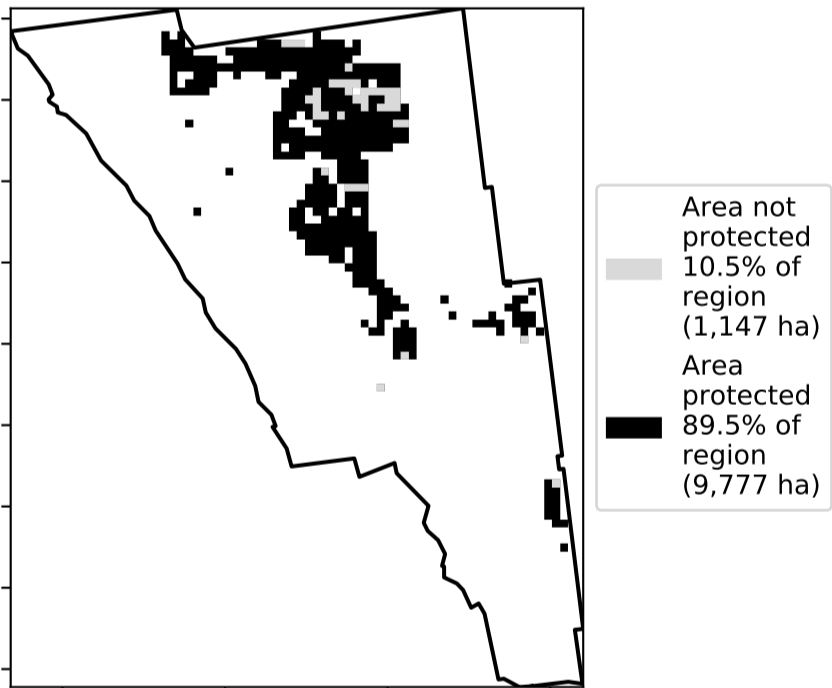 Area not
protected
10.5% of
region
(1,147 ha)
Area
protected
89.5% of
region
(9,777 ha)